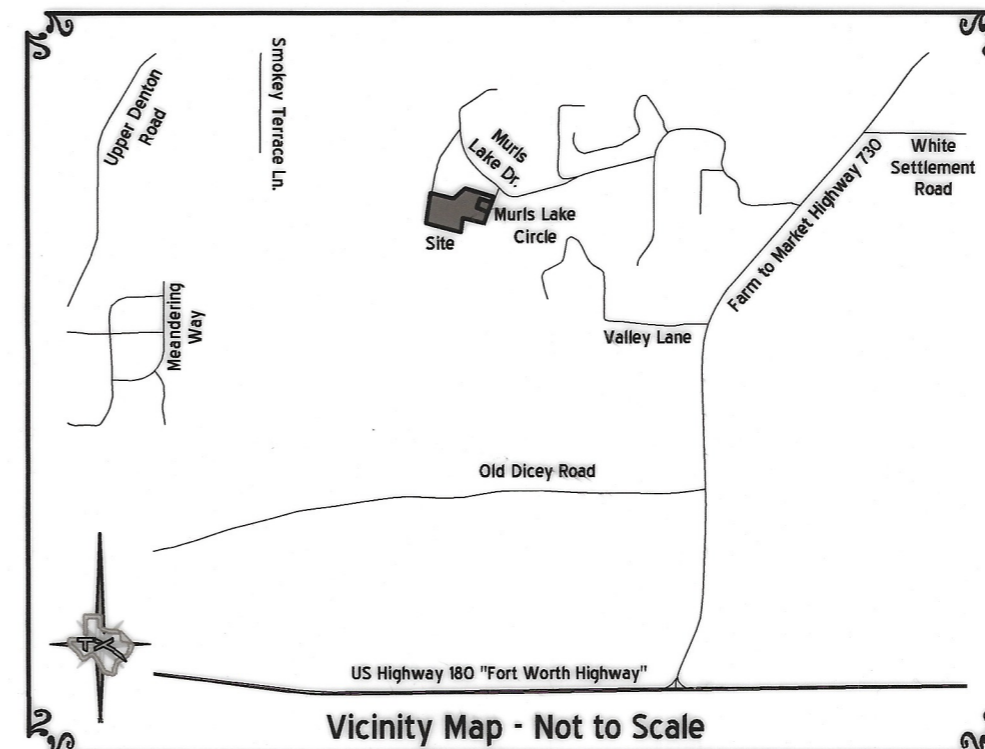 Upper Denton
Road
Smokey Terrace Ln.
Murls
Lake Dr.
Murls Lake
Circle
Site
White
Settlement
Road
Farm to Market Highway 730
Meandering
Way
Valley Lane
Old Dicey Road
TX
US Highway 180 "Fort Worth Highway"
Vicinity Map - Not to Scale